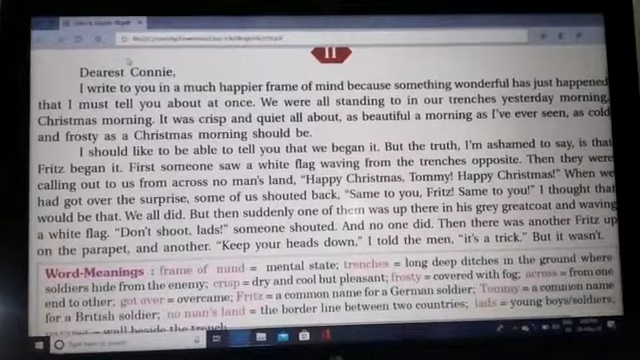 II
Dearest Connie,
I write to you in a much happier frame of mind because something wonderful has just happened
that I must tell you about at once. We were all standing to in our trenches yesterday morning,
Christmas morning. It was crisp and quiet all about, as beautiful a morning as I've ever seen, as cold
and frosty as a Christmas morning should be.
I should like to be able to tell you that we began it. But the truth, I'm ashamed to say, is that
Fritz began it. First someone saw a white flag waving from the trenches opposite. Then they were
calling out to us from across no man's land, "Happy Christmas, Tommy! Happy Christmas!" When we
had got over the surprise, some of us shouted back, "Same to you, Fritz! Same to you!" I thought that
would be that. We all did. But then suddenly one of them was up there in his grey greatcoat and waving
a white flag. "Don't shoot, lads!" someone shouted. And no one did. Then there was another Fritz up
on the parapet, and another. "Keep your heads down," I told the men, "it's a trick." But it wasn't.
Word-Meanings : frame of mind = mental state; trenches = long deep ditches in the ground where
soldiers hide from the enemy; crisp = dry and cool but pleasant; frosty = covered with fog; across = from one
end to other; got over = overcame; Fritz = a common name for a German soldier; Tommy = a common name
for a British soldier; no man's land = the border line between two countries; lads = young boys/soldiers;
= wall beside the trench
Type here to search